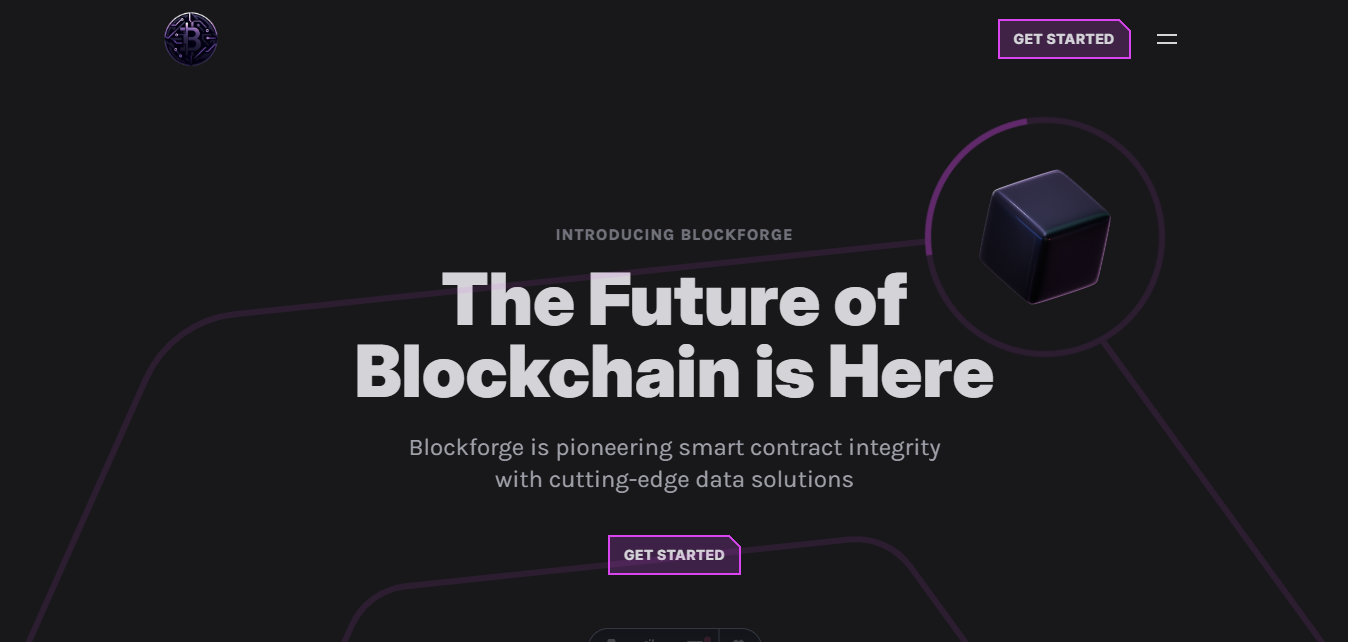 GET STARTED
INTRODUCING BLOCKFORGE
The Future of
Blockchain is Here
Blockforge is pioneering smart contract integrity
with cutting-edge data solutions
GET STARTED